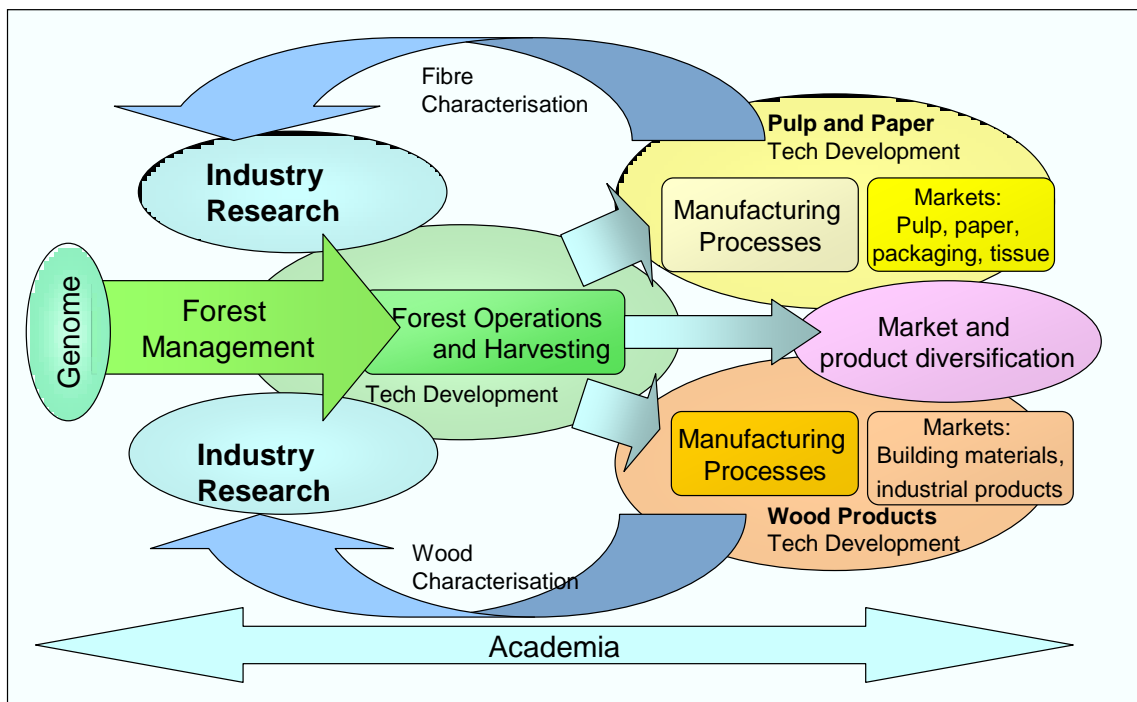 Fibre
Characterisation
Pulp and Paper
Tech Development
Industry
Research
Manufacturing
Processes
Markets:
Pulp, paper,
packaging, tissue
Genome
Forest
Management
Forest Operations
and Harvesting
Tech Development
Market and
product diversification
Industry
Research
Manufacturing
Processes
Markets:
Building materials,
industrial products
Wood Products
Tech Development
Wood
Characterisation
Academia